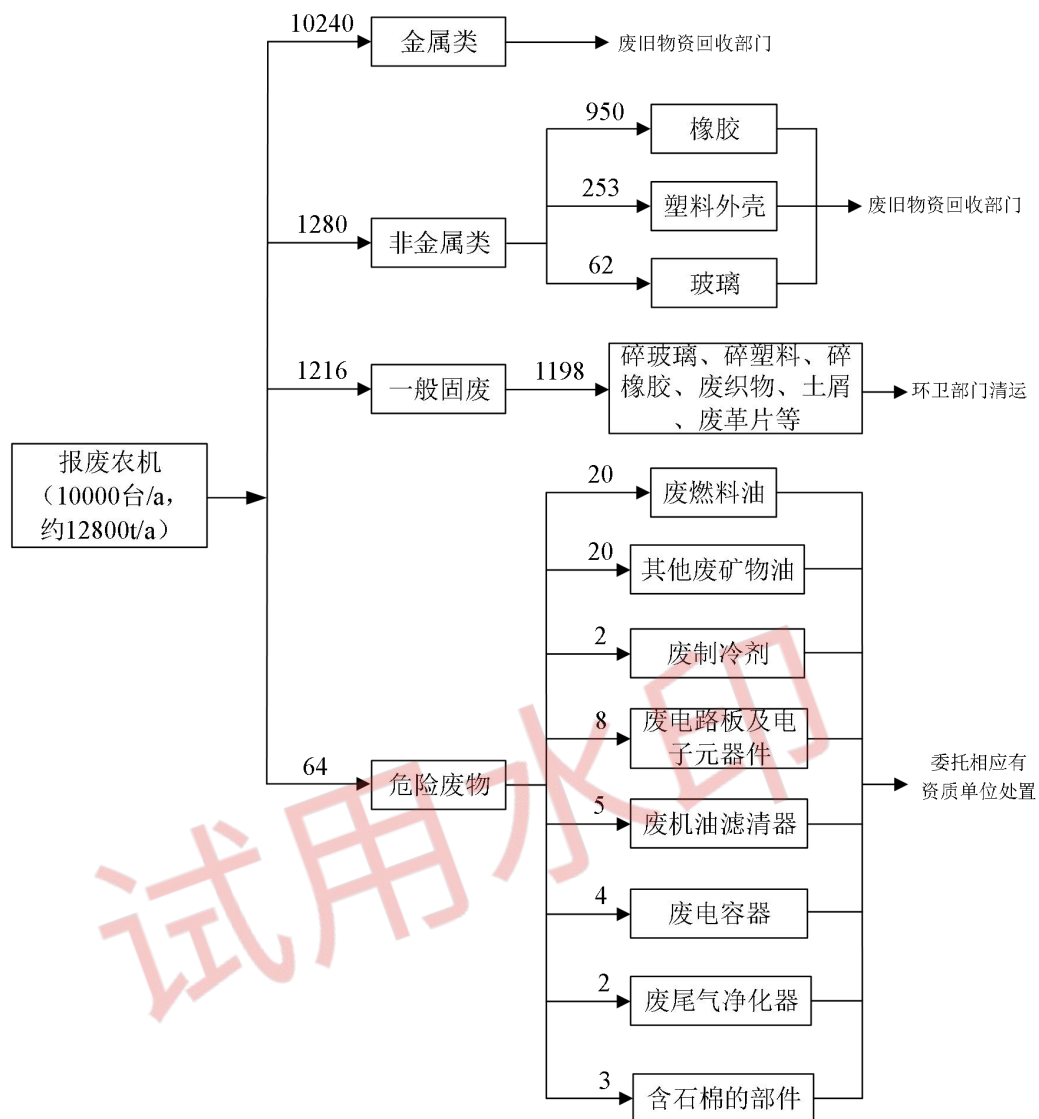 10240
金属类
废旧物资回收部门
950
橡胶
253
塑料外壳
废旧物资回收部门
1280
非金属类
62
玻璃
1216
一般固废
1198
碎玻璃、碎塑料、碎
橡胶、废织物、土屑
、废革片等
环卫部门清运
报废农机
（10000台/a，
约12800t/a）
20
废燃料油
20
其他废矿物油
2
废制冷剂
8
废电路板及电
子元器件
64
危险废物
委托相应有
资质单位处置
5
废机油滤清器
4
废电容器
2
废尾气净化器
3
含石棉的部件
试用水印